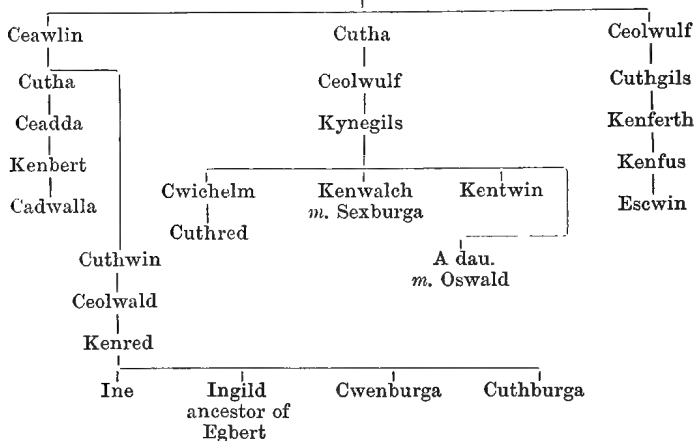 Ceawlin Cutha Ceolwulf
Cutha Ceolwulf Cuthgils
Ceadda Kynegils Kenferth
Kenbert Kenfus
Cadwalla Cwichelm Kenwalch Kentwin Escwin
m. Sexburga
Cuthred
Cuthwin A dau.
m. Oswald
Ceolwald
Kenred
Ine Ingild Cwenburga Cuthburga
ancestor of
Egbert